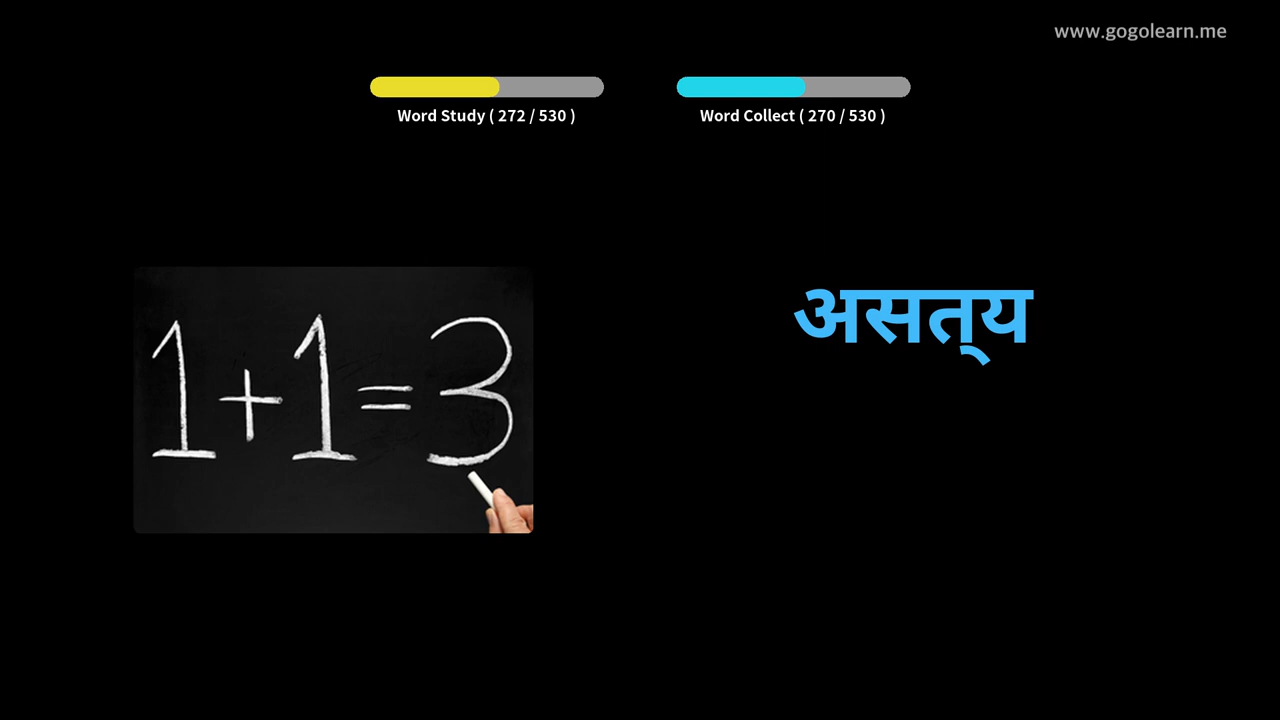 www.gogolearn.me
Word Study ( 272 / 530 )
Word Collect ( 270 / 530 )
1+1=3
असत्‌य